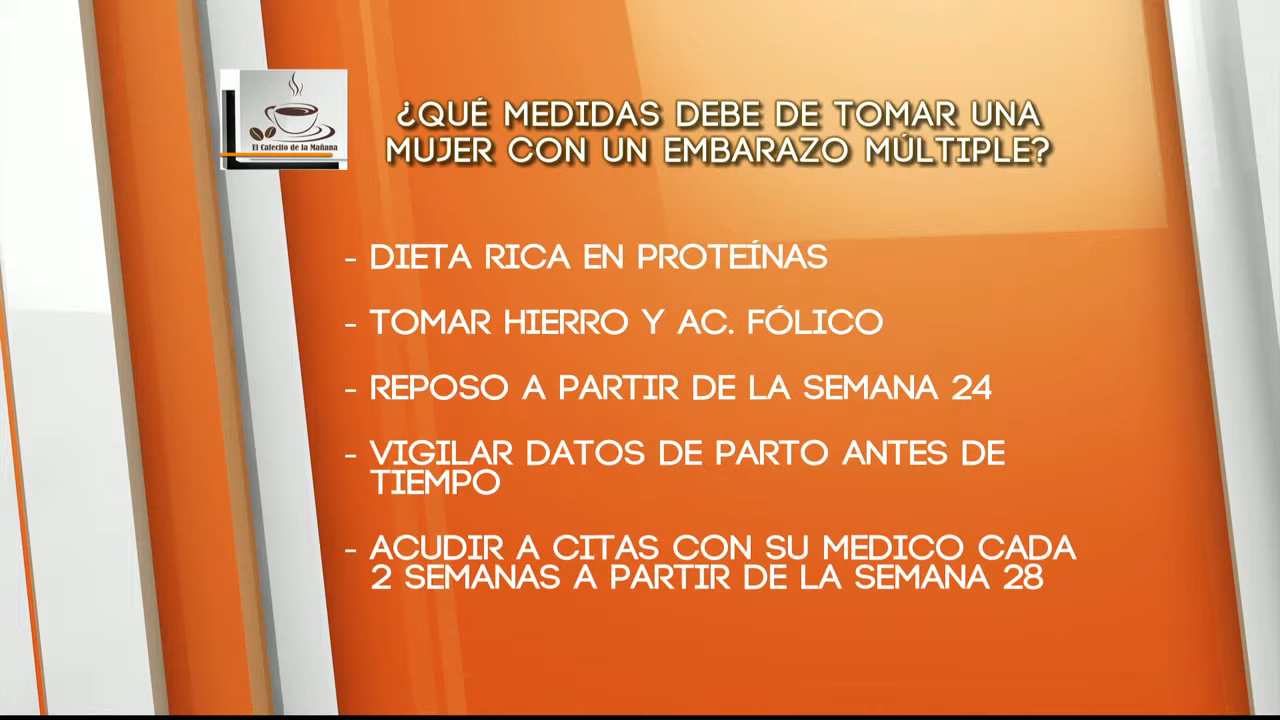 El Cafecito de la Mañana
¿QUÉ MEDIDAS DEBE DE TOMAR UNA
MUJER CON UN EMBARAZO MÚLTIPLE?
- DIETA RICA EN PROTEÍNAS
- TOMAR HIERRO Y AC. FÓLICO
- REPOSO A PARTIR DE LA SEMANA 24
- VIGILAR DATOS DE PARTO ANTES DE
TIEMPO
- ACUDIR A CITAS CON SU MEDICO CADA
2 SEMANAS A PARTIR DE LA SEMANA 28